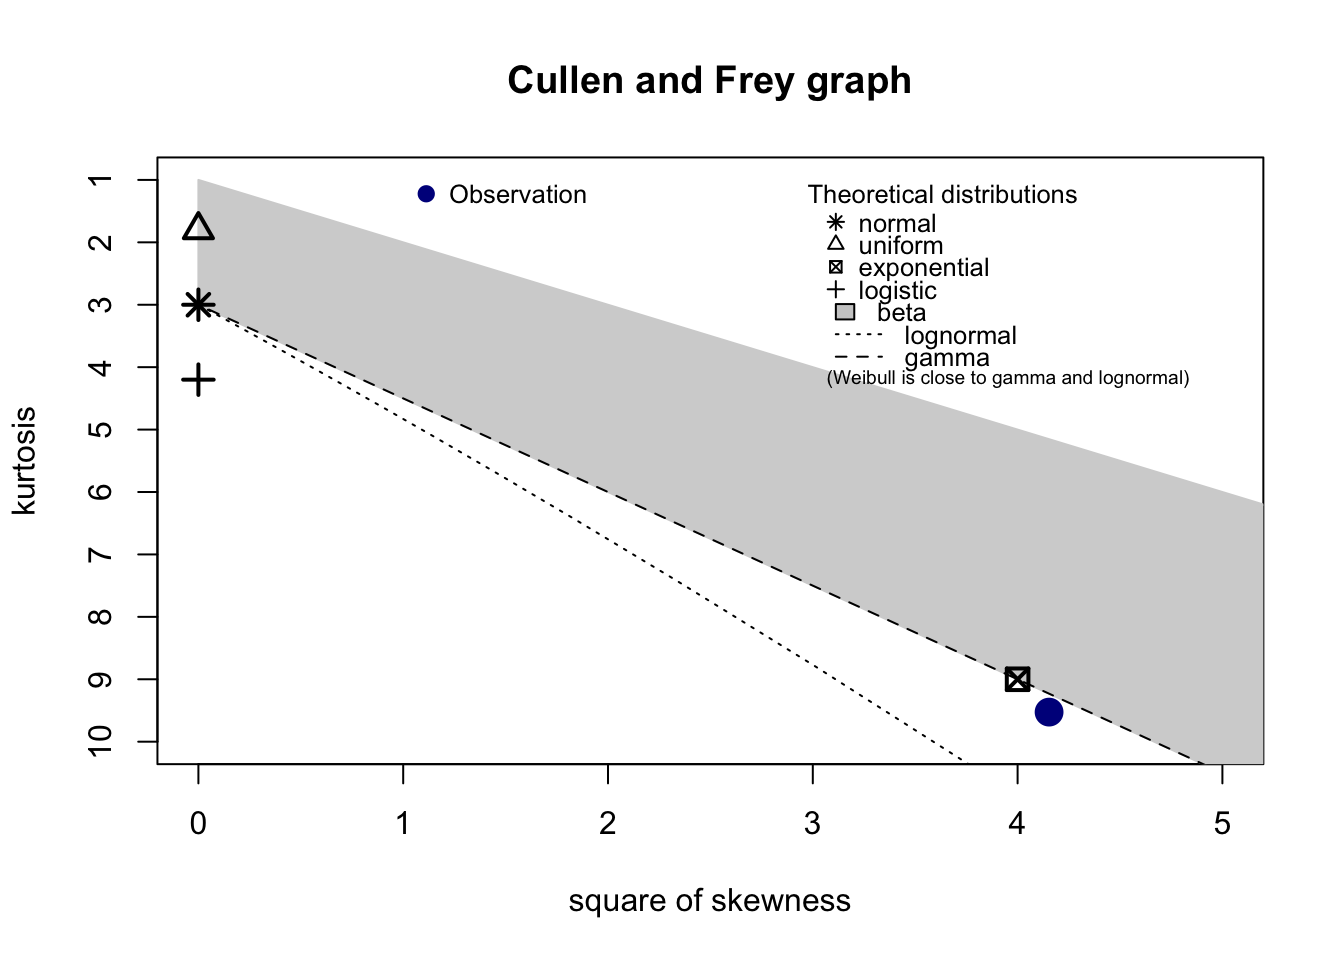 Cullen and Frey graph
Observation
Theoretical distributions
normal
uniform
exponential
logistic
beta
lognormal
gamma
(Weibull is close to gamma and lognormal)
kurtosis
1
2
3
4
5
6
7
8
9
10
0 1 2 3 4 5
square of skewness